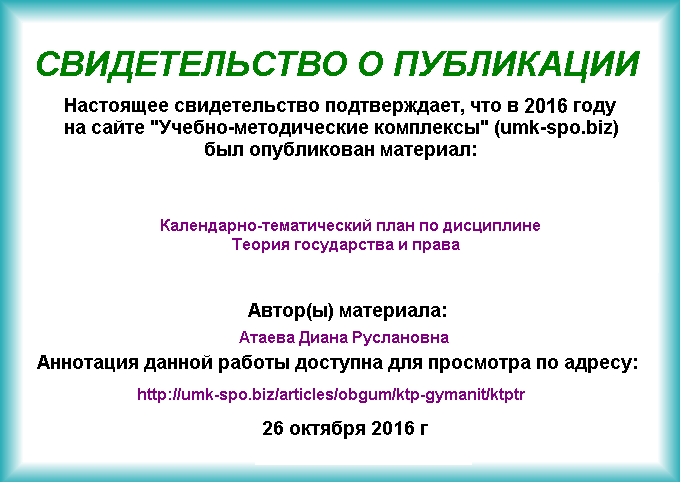 СВИДЕТЕЛЬСТВО О ПУБЛИКАЦИИ
Настоящее свидетельство подтверждает, что в 2016 году
на сайте "Учебно-методические комплексы" (umk-spo.biz)
был опубликован материал:
Календарно-тематический план по дисциплине
Теория государства и права
Автор(ы) материала:
Атаева Диана Руслановна
Аннотация данной работы доступна для просмотра по адресу:
http://umk-spo.biz/articles/obgum/ktp-gymanit/ktptr
26 октября 2016 г